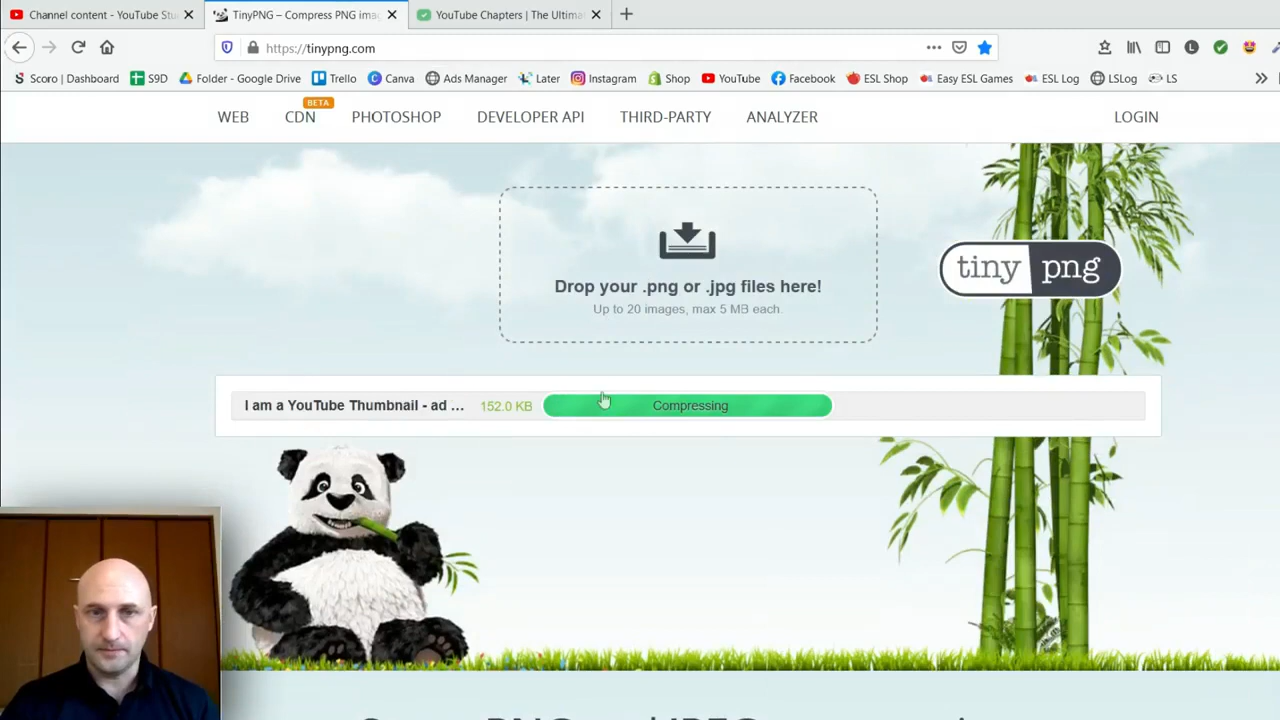 Channel content - YouTube Stu
TinyPNG – Compress PNG ima
YouTube Chapters | The Ultima
https://tinypng.com
Scoro | Dashboard
S9D
Folder - Google Drive
Trello
Canva
Ads Manager
Later
Instagram
Shop
YouTube
Facebook
ESL Shop
Easy ESL Games
ESL Log
LSLog
LS
WEB
CDN
BETA
PHOTOSHOP
DEVELOPER API
THIRD-PARTY
ANALYZER
LOGIN
Drop your .png or .jpg files here!
Up to 20 images, max 5 MB each.
tiny png
I am a YouTube Thumbnail - ad ...
152.0 KB
Compressing